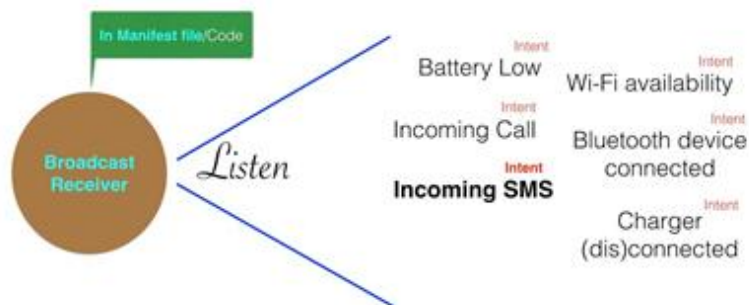 In Manifest file/Code
Broadcast
Receiver
Listen
Intent
Battery Low
Intent
Wi-Fi availability
Intent
Incoming Call
Intent
Bluetooth device
connected
Intent
Incoming SMS
Intent
Charger
(dis)connected